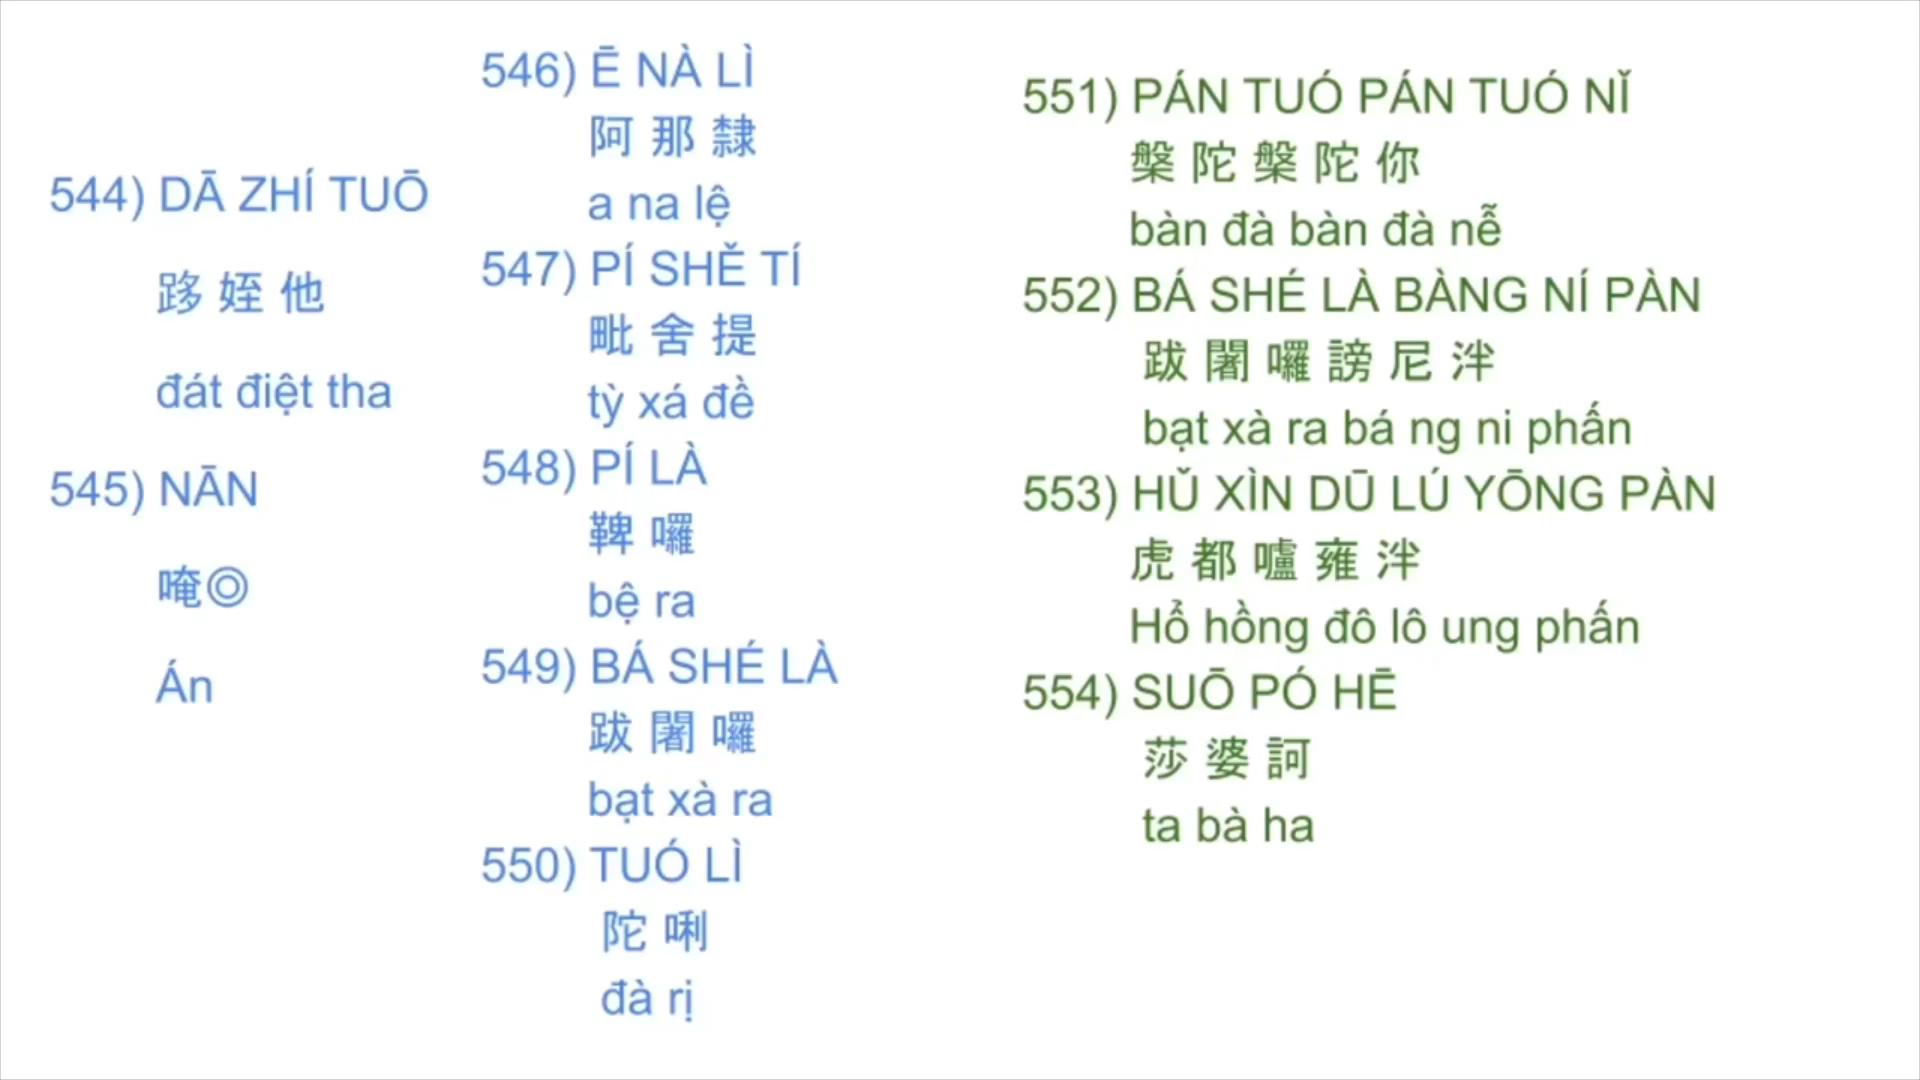 544) DĀ ZHÍ TUŌ
跢 姪 他
đát điệt tha
545) NĀN
唵◎
Án
546) Ē NÀ LÌ
阿 那 隸
a na lệ
547) PÍ SHĚ TÍ
毗 舍 提
tỳ xá đề
548) PÍ LÀ
鞞 囉
bệ ra
549) BÁ SHÉ LÀ
跋 闍 囉
bạt xà ra
550) TUÓ LÌ
陀 唎
đà rị
551) PÁN TUÓ PÁN TUÓ NǏ
槃 陀 槃 陀 你
bàn đà bàn đà nễ
552) BÁ SHÉ LÀ BÀNG NÍ PÀN
跋 闍 囉 謗 尼 泮
bạt xà ra bá ng ni phấn
553) HǓ XÌN DŪ LÚ YŌNG PÀN
虎 都 嚧 雍 泮
Hổ hồng đô lô ung phấn
554) SUŌ PÓ HĒ
莎 婆 訶
ta bà ha